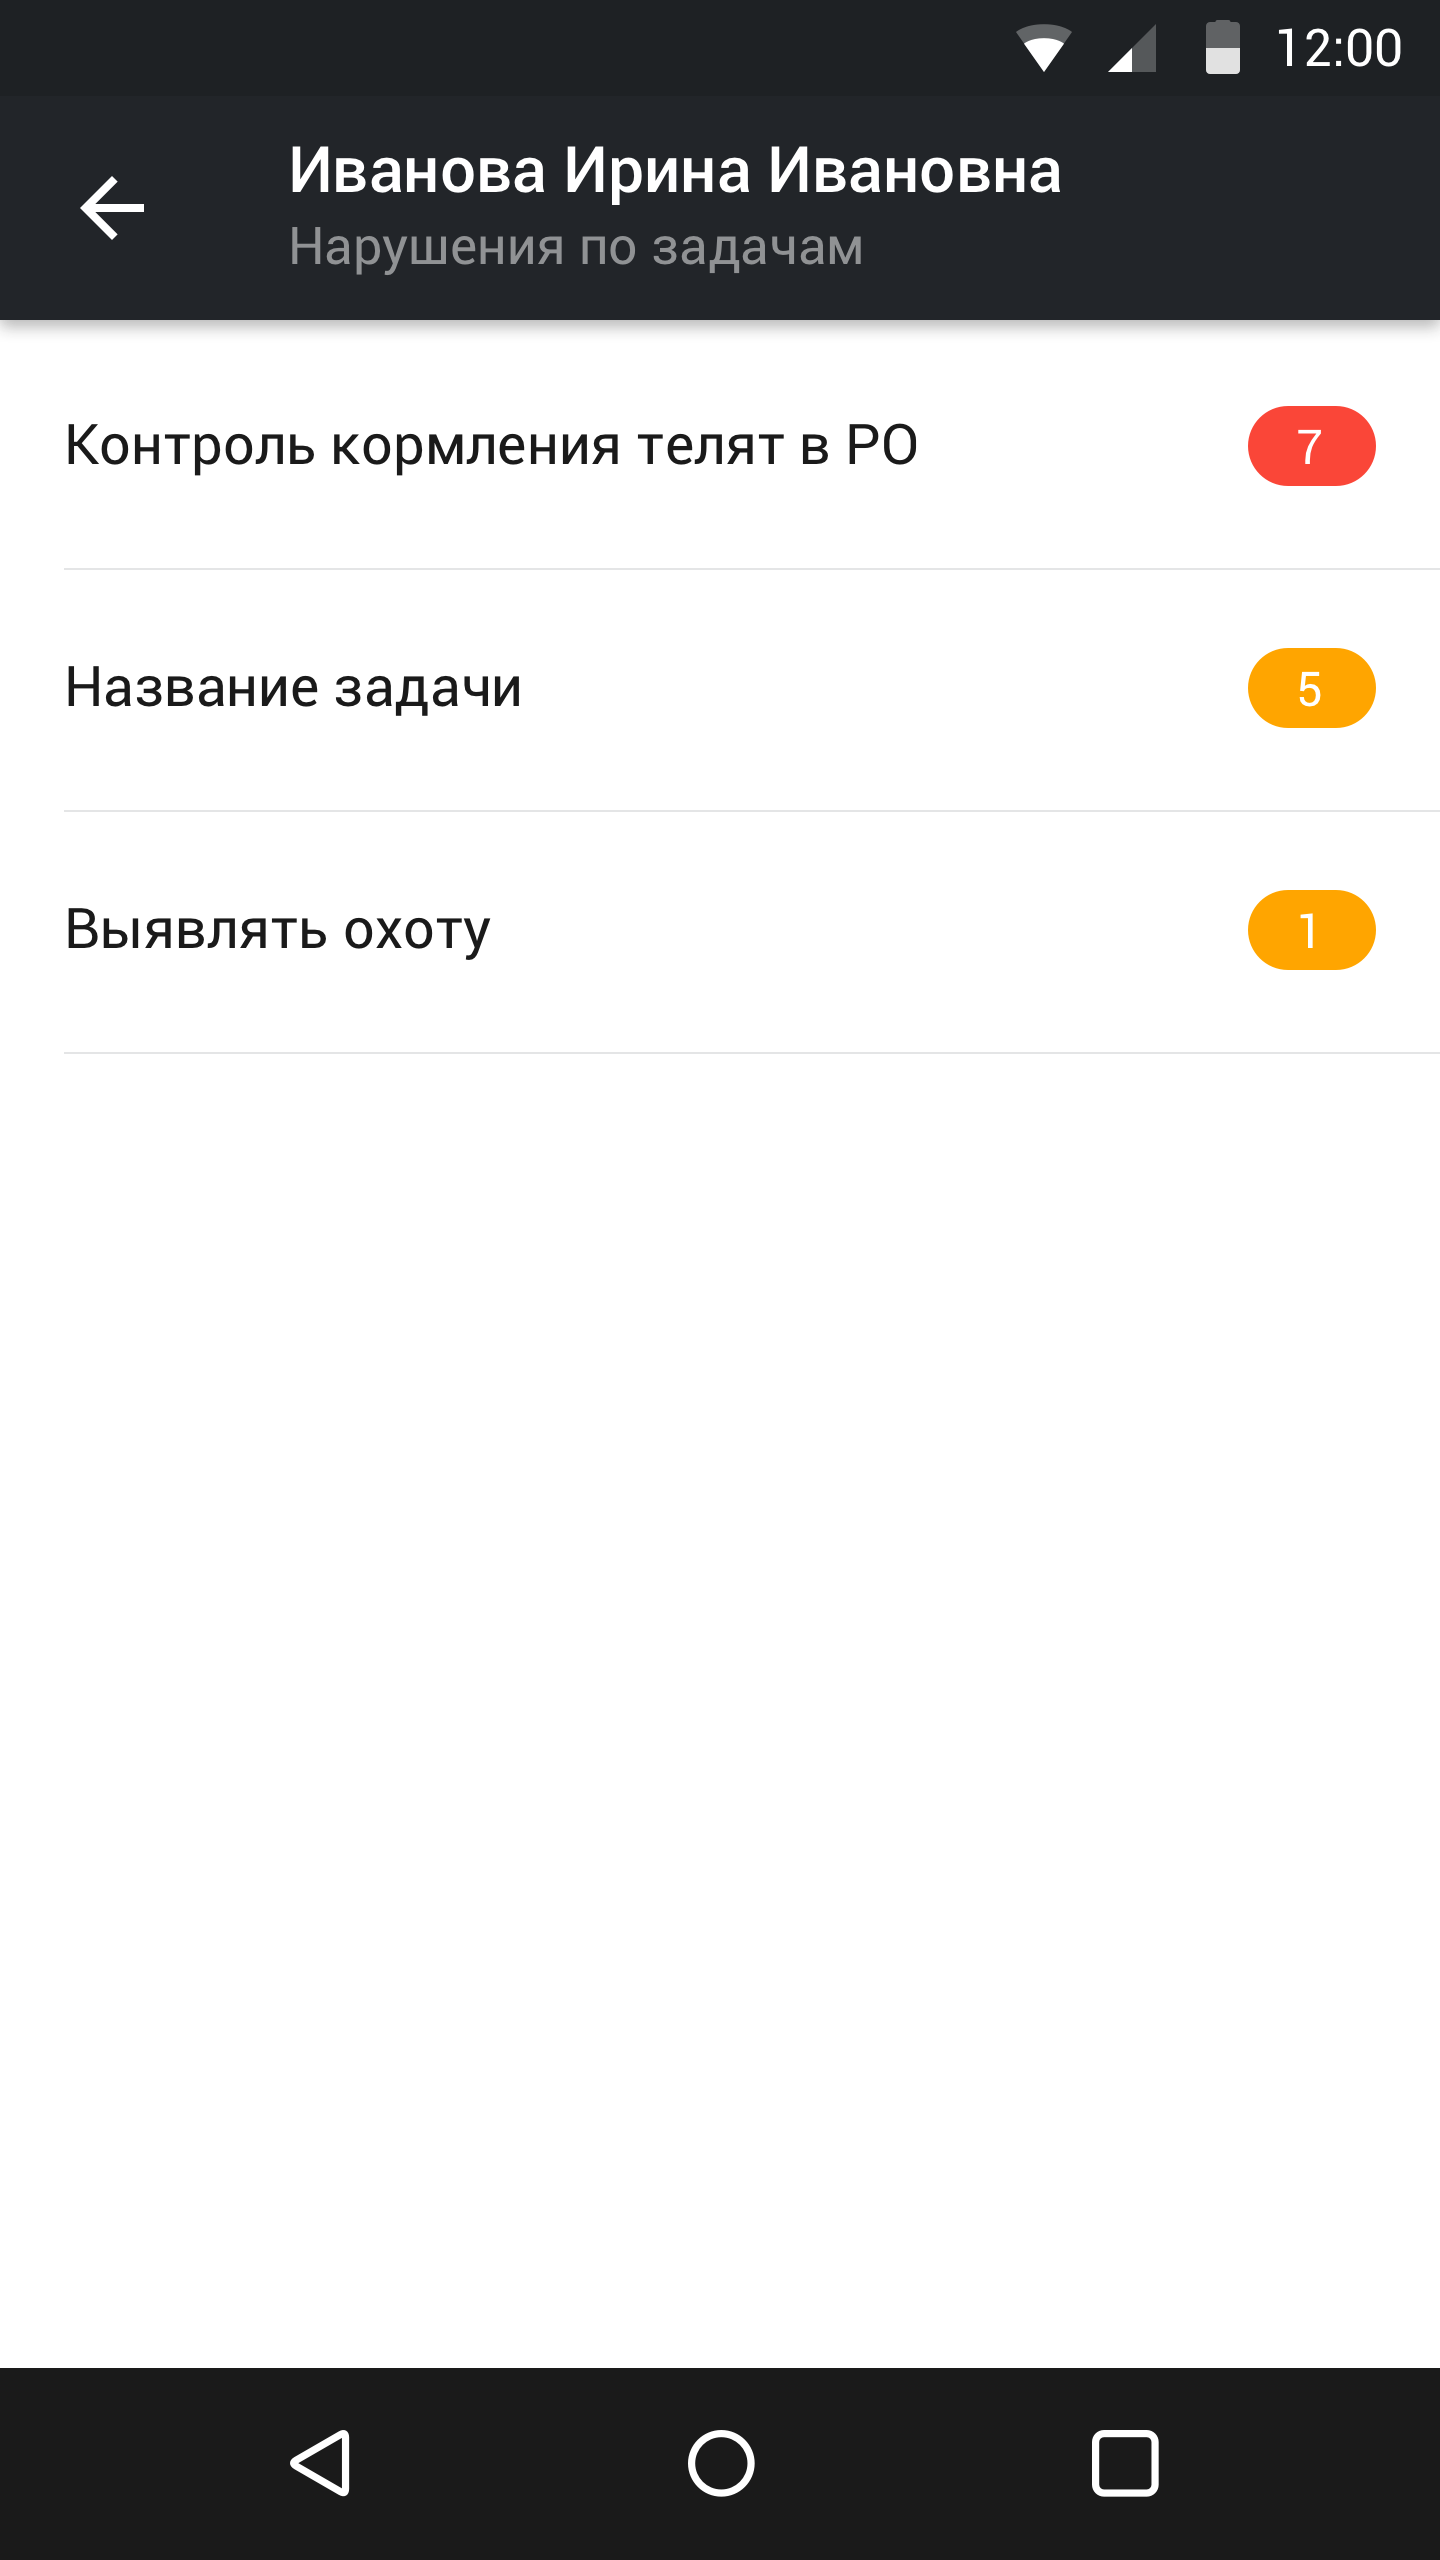 12:00
Иванова Ирина Ивановна
Нарушения по задачам
Контроль кормления телят в РО 7
Название задачи 5
Выявлять охоту 1